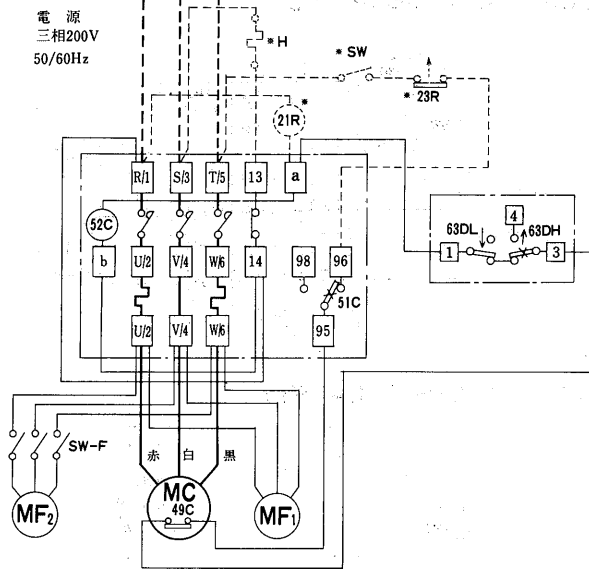 電 源
三相200V
50/60Hz
* H
* SW
* 23R
21R *
R/1 S/3 T/5 13 a
52C
b U/2 V/4 W/6 14 98 96
51C
U/2 V/4 W/6 95
63DL 4 63DH
1 3
SW-F
赤 白 黒
MF2
MC
49C
MF1